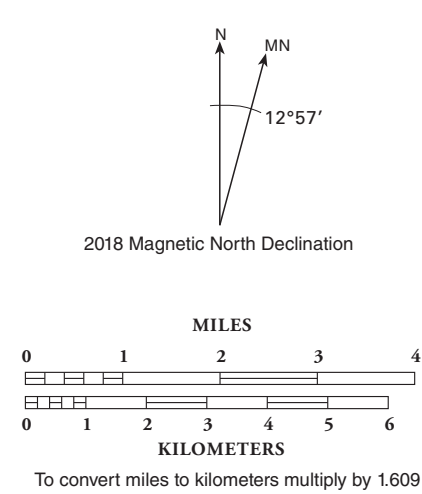 N
MN
12°57′
2018 Magnetic North Declination
MILES
0 1 2 3 4
0 1 2 3 4 5 6
KILOMETERS
To convert miles to kilometers multiply by 1.609